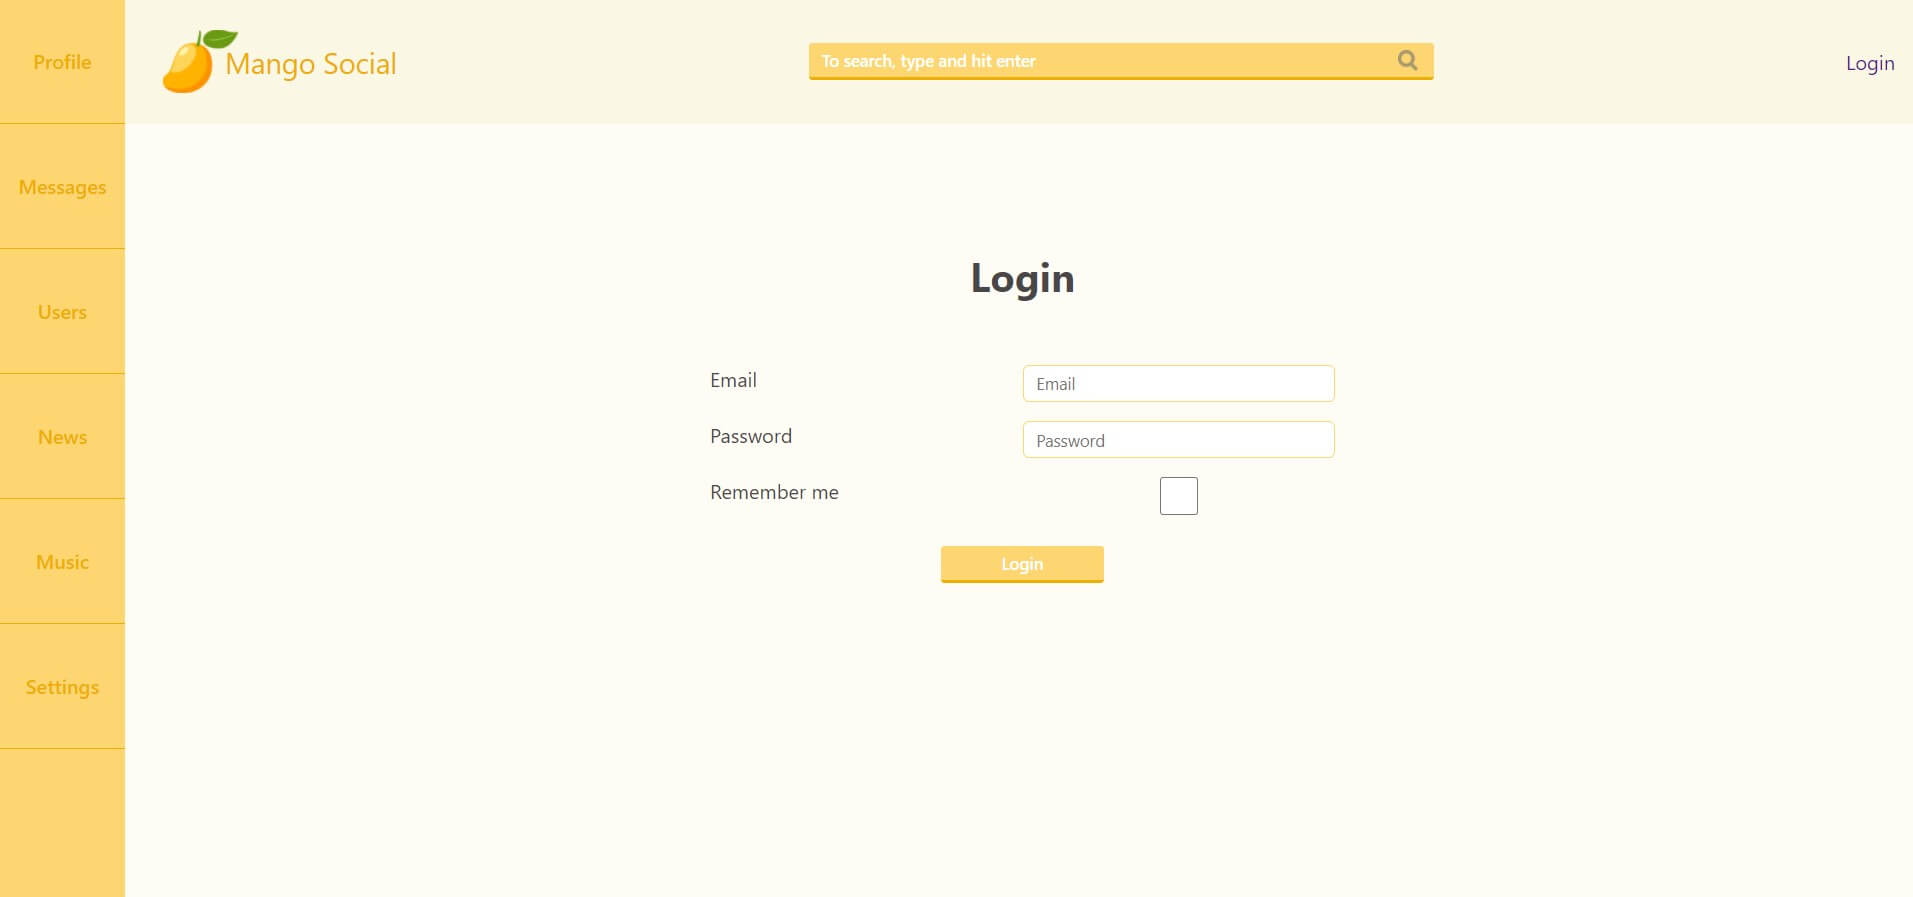 Profile
Messages
Users
News
Music
Settings
Mango Social
To search, type and hit enter
Login
Login
Email
Email
Password
Password
Remember me
Login